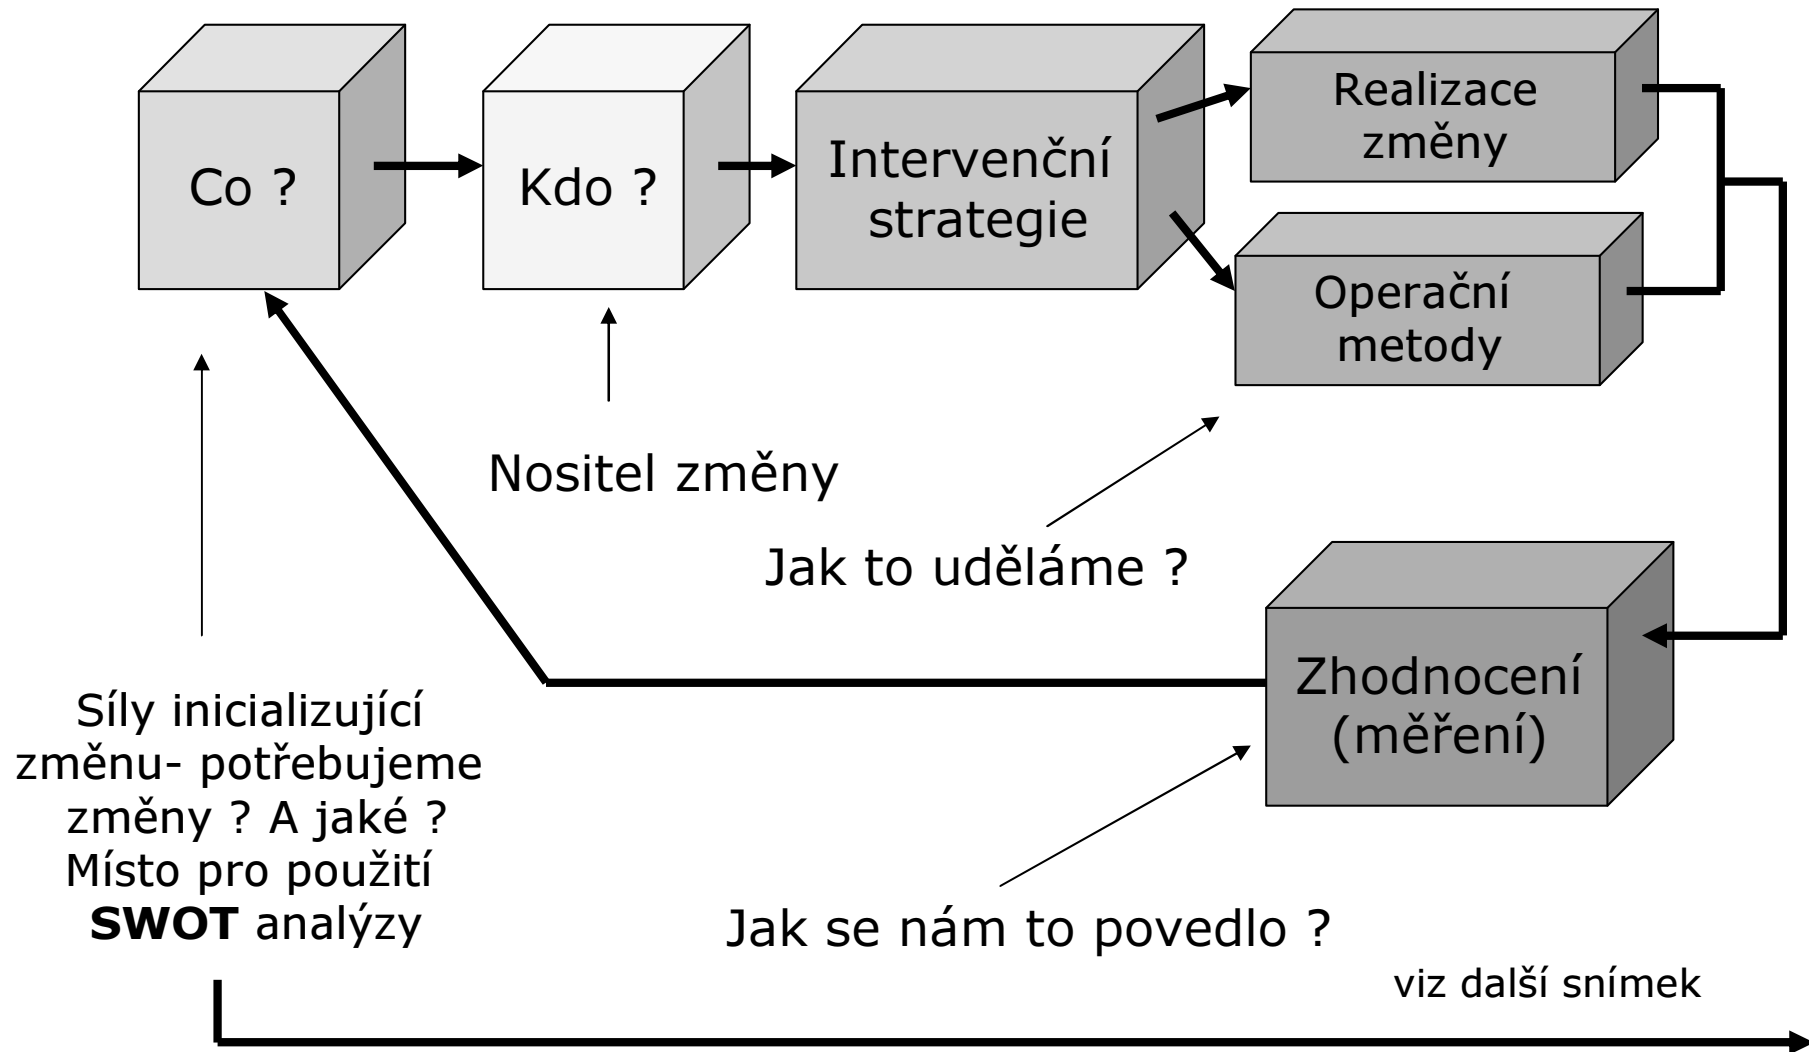 Co ?
Kdo ?
Intervenční
strategie
Realizace
změny
Operační
metody
Nositel změny
Jak to uděláme ?
Zhodnocení
(měření)
Síly inicializující
změnu- potřebujeme
změny ? A jaké ?
Místo pro použití
SWOT analýzy
Jak se nám to povedlo ?
viz další snímek